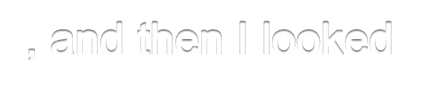 , and then I looked